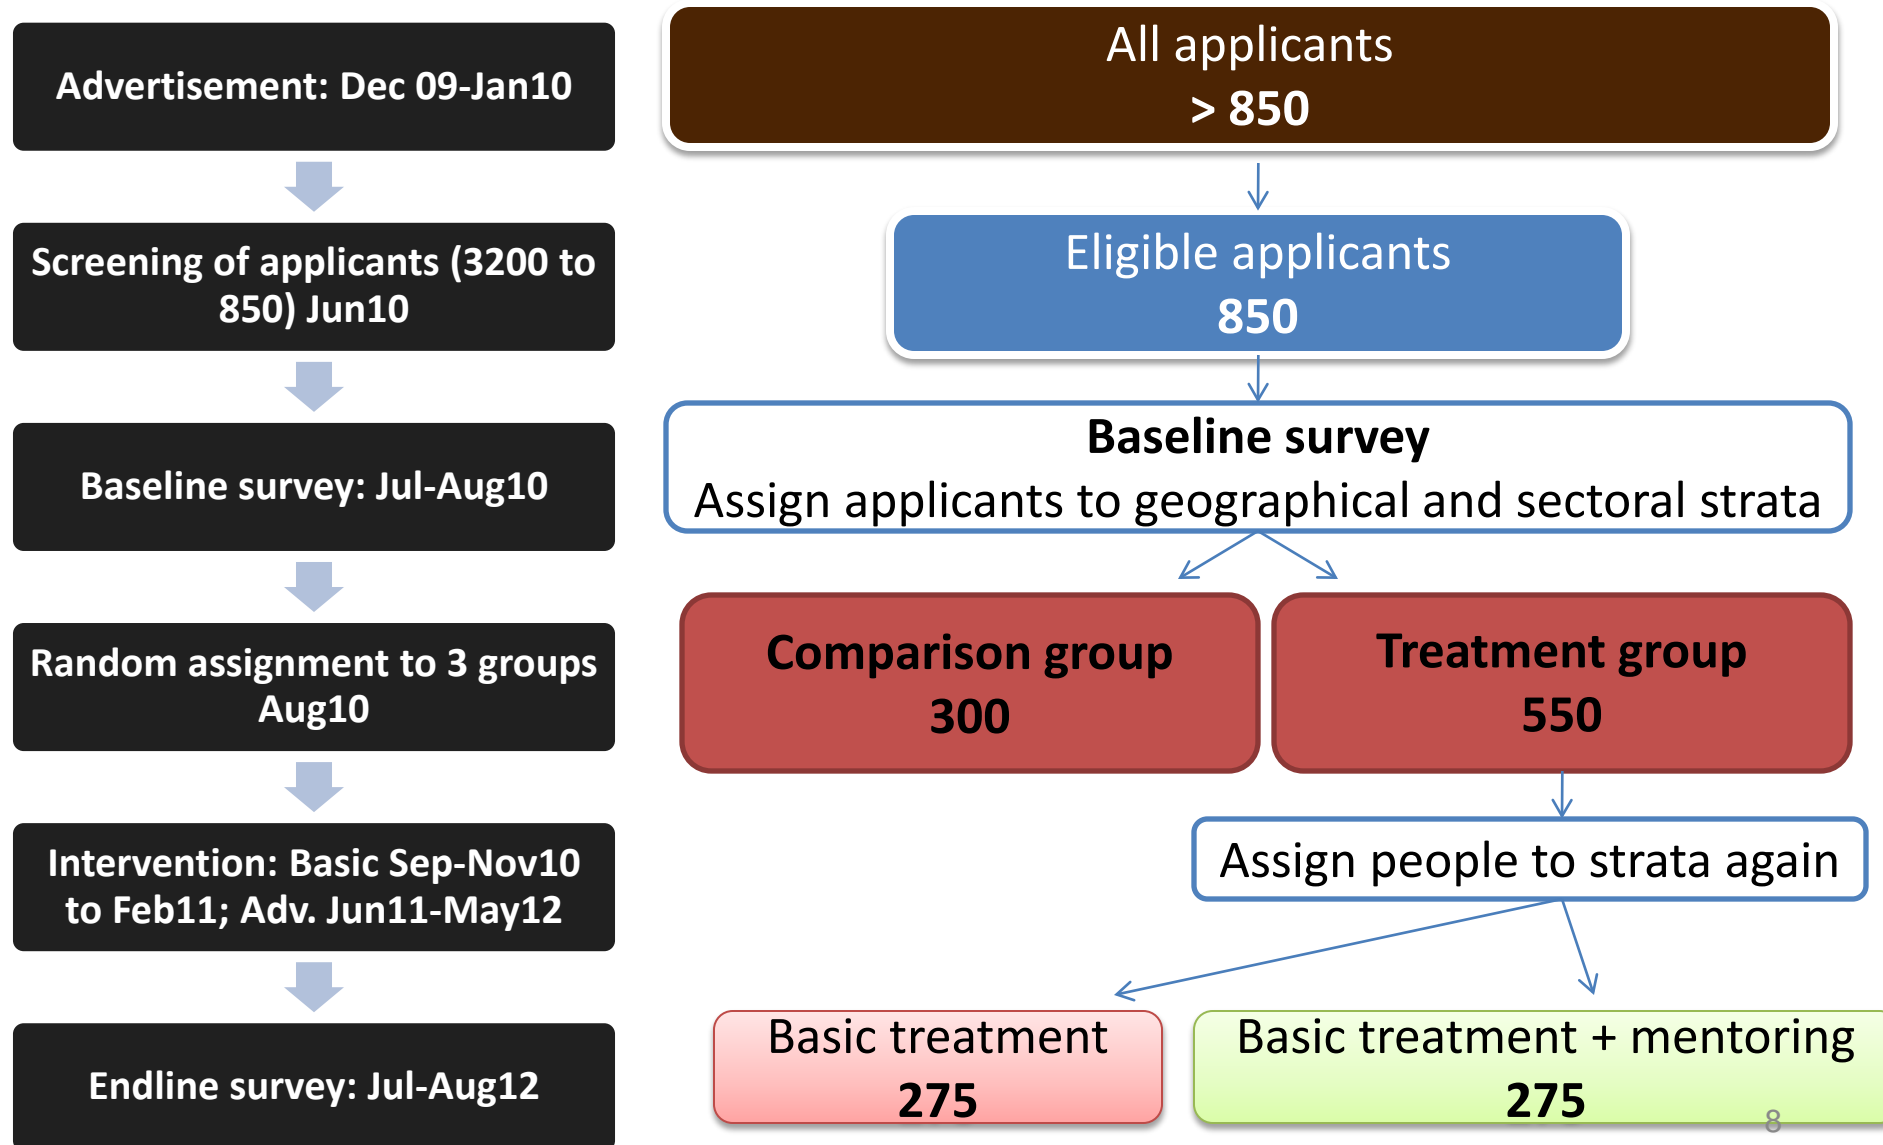 Advertisement: Dec 09-Jan10
Screening of applicants (3200 to
850) Jun10
Baseline survey: Jul-Aug10
Random assignment to 3 groups
Aug10
Intervention: Basic Sep-Nov10
to Feb11; Adv. Jun11-May12
Endline survey: Jul-Aug12
All applicants
> 850
Eligible applicants
850
Baseline survey
Assign applicants to geographical and sectoral strata
Comparison group
300
Treatment group
550
Assign people to strata again
Basic treatment
275
Basic treatment + mentoring
275
8